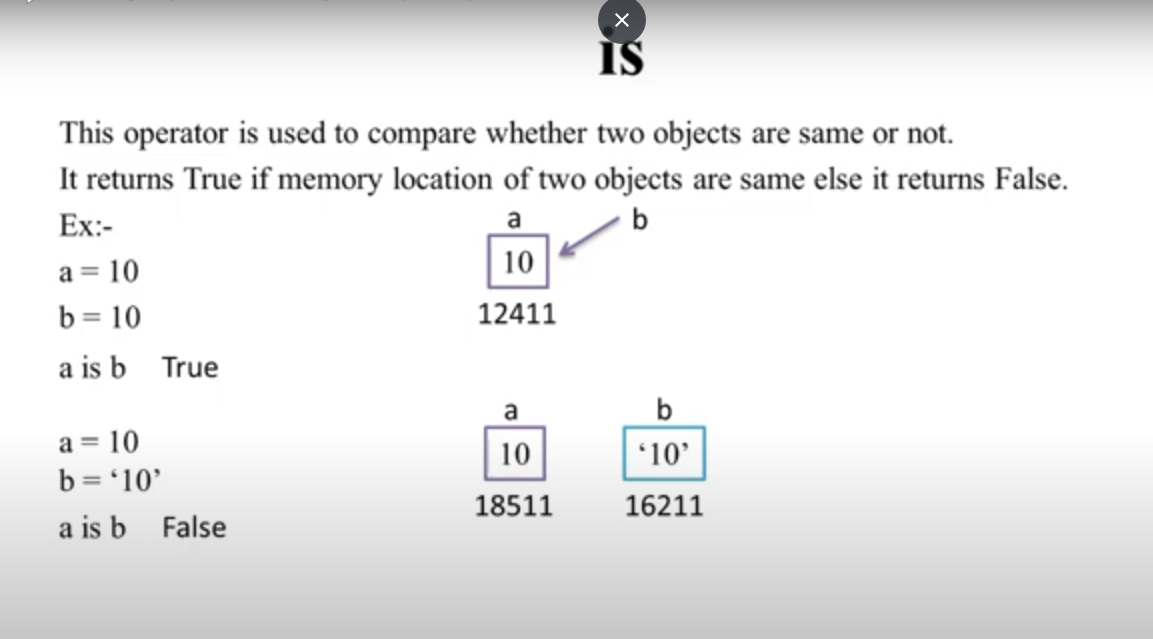 is
This operator is used to compare whether two objects are same or not.
It returns True if memory location of two objects are same else it returns False.
Ex:-
a b
a = 10
10
b = 10
12411
a is b True
a b
a = 10
10 ‘10’
b = ‘10’
18511 16211
a is b False